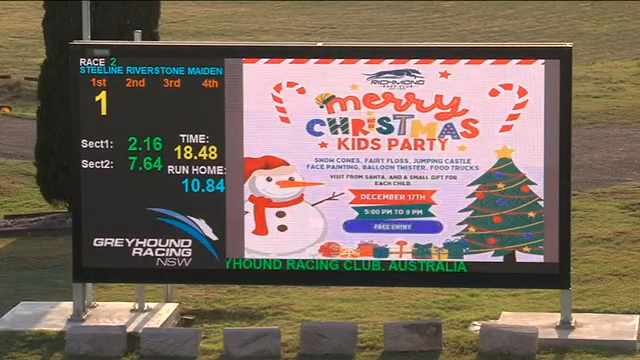 RACE 2
STEELINE RIVERSTONE MAIDEN
1st 2nd 3rd 4th
1
Sect1: 2.16
Sect2: 7.64
TIME:
18.48
RUN HOME:
10.84
GREYHOUND
RACING
NSW
RICHMOND
RACE CLUB
merry
CHRISTMAS
KIDS PARTY
SNOW CONES, FAIRY FLOSS, JUMPING CASTLE
FACE PAINTING, BALLOON TWISTER, FOOD TRUCKS
VISIT FROM SANTA, AND A SMALL GIFT FOR
EACH CHILD.
DECEMBER 17TH
5:00 PM TO 9 PM
FREE ENTRY
YHOUND RACING CLUB. AUSTRALIA